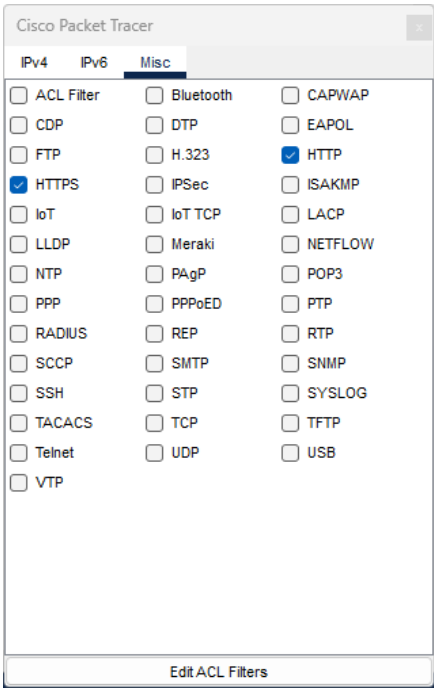 Cisco Packet Tracer x
IPv4 IPv6 Misc
ACL Filter Bluetooth CAPWAP
CDP DTP EAPOL
FTP H.323 HTTP
HTTPS IPSec ISAKMP
IoT IoT TCP LACP
LLDP Meraki NETFLOW
NTP PAgP POP3
PPP PPPoED PTP
RADIUS REP RTP
SCCP SMTP SNMP
SSH STP SYSLOG
TACACS TCP TFTP
Telnet UDP USB
VTP
Edit ACL Filters